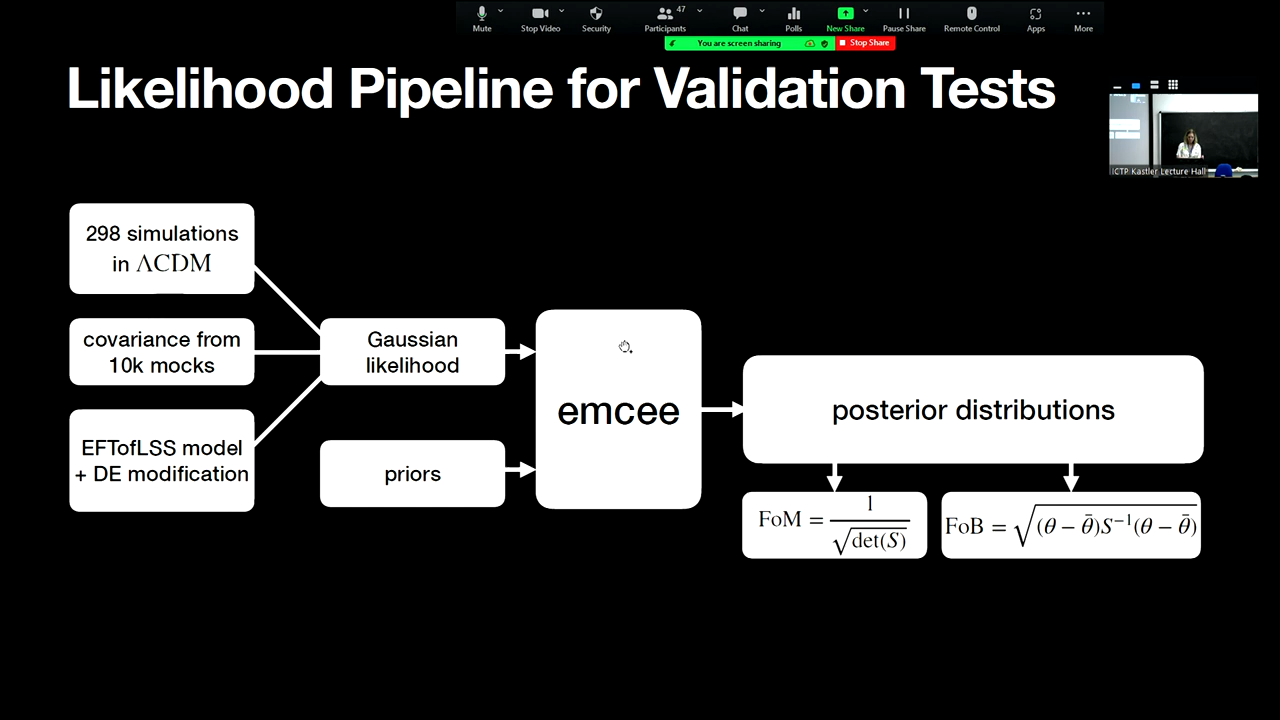 Mute
Stop Video
Security
Participants
47
Chat
Polls
New Share
Pause Share
Remote Control
Apps
More
You are screen sharing
Stop Share
Likelihood Pipeline for Validation Tests
ICTP Kastler Lecture Hall
298 simulations
in ΛCDM
covariance from
10k mocks
EFTofLSS model
+ DE modification
Gaussian
likelihood
priors
emcee
posterior distributions
FoM = 1 / √det(S)
FoB = √(θ − θ̄)S⁻¹(θ − θ̄)